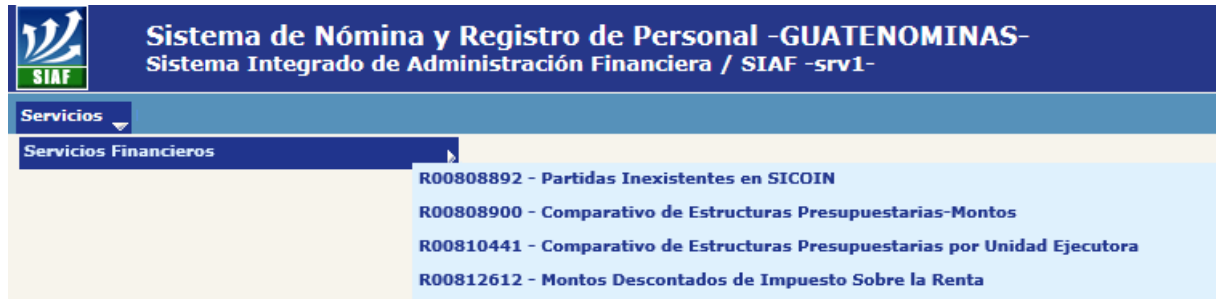 SIAF
Sistema de Nómina y Registro de Personal -GUATENOMINAS-
Sistema Integrado de Administración Financiera / SIAF -srv1-
Servicios
Servicios Financieros
R00808892 - Partidas Inexistentes en SICOIN
R00808900 - Comparativo de Estructuras Presupuestarias-Montos
R00810441 - Comparativo de Estructuras Presupuestarias por Unidad Ejecutora
R00812612 - Montos Descontados de Impuesto Sobre la Renta